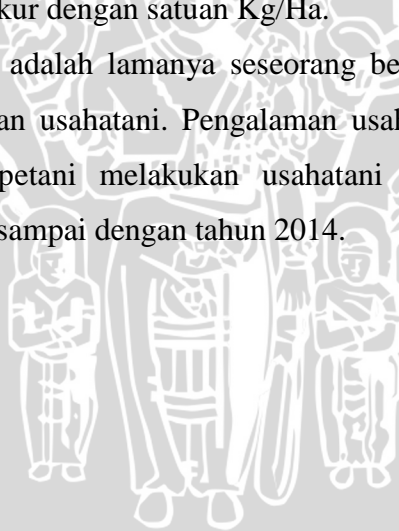 kur dengan satuan Kg/Ha.
adalah lamanya seseorang be
an usahatani. Pengalaman usah
petani melakukan usahatani
sampai dengan tahun 2014.